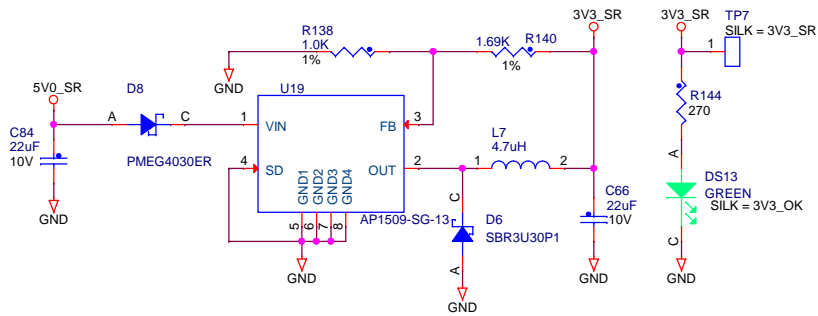 3V3_SR
3V3_SR
TP7
SILK = 3V3_SR
1
R138
1.0K
1%
1.69K
R140
1%
GND
5V0_SR
D8
U19
A
C
1
VIN
FB
3
C84
22uF
10V
PMEG4030ER
4
SD
OUT
2
L7
4.7uH
1
2
R144
270
GND
GND1
GND2
GND3
GND4
5
6
7
8
AP1509-SG-13
C
D6
SBR3U30P1
A
C66
22uF
10V
A
DS13
GREEN
SILK = 3V3_OK
C
GND
GND
GND
GND